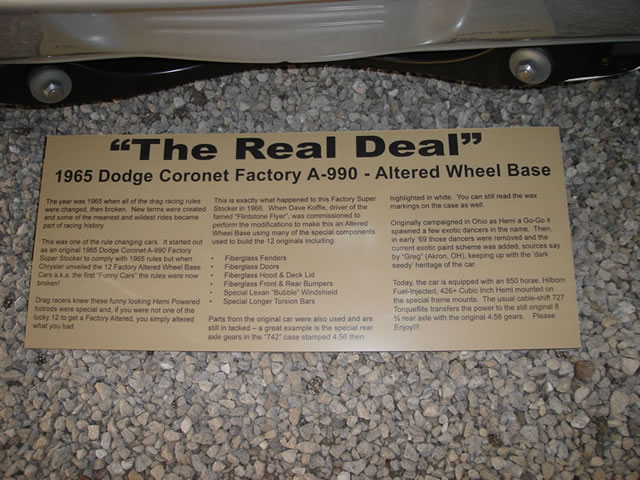 “The Real Deal”
1965 Dodge Coronet Factory A-990 - Altered Wheel Base
The year was 1965 when all of the drag racing rules
were changed, then broken. New terms were created
and some of the meanest and wildest rides became
part of racing history.
This was one of the rule changing cars. It started out
as an original 1965 Dodge Coronet A-990 Factory
Super Stocker to comply with 1965 rules but when
Chrysler unveiled the 12 Factory Altered Wheel Base
Cars a.k.a. the first “Funny Cars” the rules were now
broken!
Drag racers knew these funny looking Hemi Powered
hotrods were special and, if you were not one of the
lucky 12 to get a Factory Altered, you simply altered
what you had.
This is exactly what happened to this Factory Super
Stocker in 1966. When Dave Koffle, driver of the
famed “Flintstone Flyer”, was commissioned to
perform the modifications to make this an Altered
Wheel Base using many of the special components
used to build the 12 originals including:
• Fiberglass Fenders
• Fiberglass Doors
• Fiberglass Hood & Deck Lid
• Fiberglass Front & Rear Bumpers
• Special Lexan “Bubble” Windshield
• Special Longer Torsion Bars
Parts from the original car were also used and are
still in tacked – a great example is the special rear
axle gears in the “742” case stamped 4:56 then
highlighted in white. You can still read the wax
markings on the case as well.
Originally campaigned in Ohio as Hemi a Go-Go it
spawned a few exotic dancers in the name. Then,
in early ’69 those dancers were removed and the
current exotic paint scheme was added, sources say
by “Greg” (Akron, OH), keeping up with the ‘dark
seedy’ heritage of the car.
Today, the car is equipped with an 850 horse, Hilborn
Fuel-Injected, 426+ Cubic Inch Hemi mounted on
the special frame mounts. The usual cable-shift 727
Torqueflite transfers the power to the still original 8
¾ rear axle with the original 4:56 gears. Please
Enjoy!!!